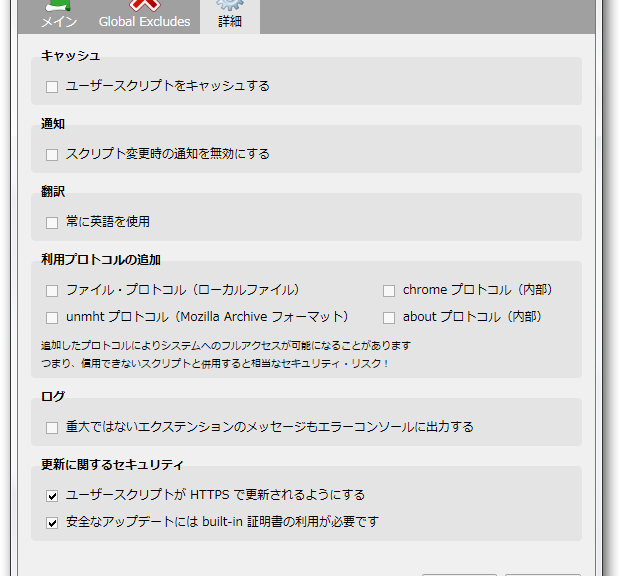 メイン Global Excludes 詳細
キャッシュ
ユーザースクリプトをキャッシュする
通知
スクリプト変更時の通知を無効にする
翻訳
常に英語を使用
利用プロトコルの追加
ファイル・プロトコル（ローカルファイル） chrome プロトコル（内部）
unmht プロトコル（Mozilla Archive フォーマット） about プロトコル（内部）
追加したプロトコルによりシステムへのフルアクセスが可能になることがあります
つまり、信用できないスクリプトと併用すると相当なセキュリティ・リスク！
ログ
重大ではないエクステンションのメッセージもエラーコンソールに出力する
更新に関するセキュリティ
ユーザースクリプトが HTTPS で更新されるようにする
安全なアップデートには built-in 証明書の利用が必要です